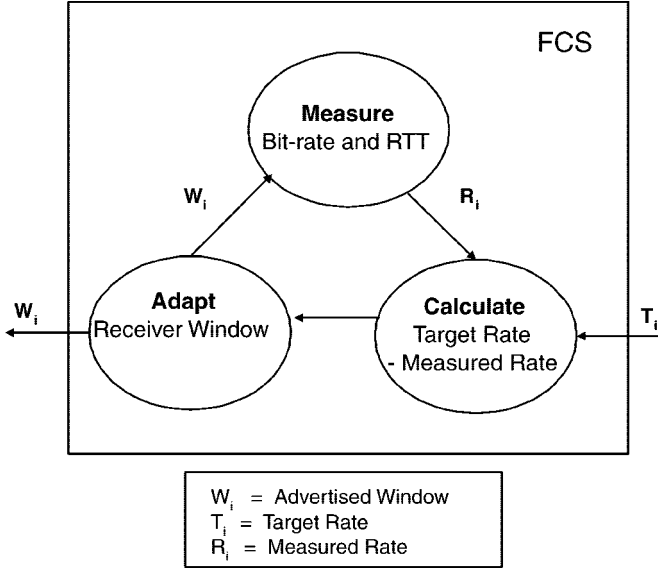 FCS
Measure
Bit-rate and RTT
W_i
R_i
W_i
Adapt
Receiver Window
Calculate
Target Rate
- Measured Rate
T_i
W_i = Advertised Window
T_i = Target Rate
R_i = Measured Rate